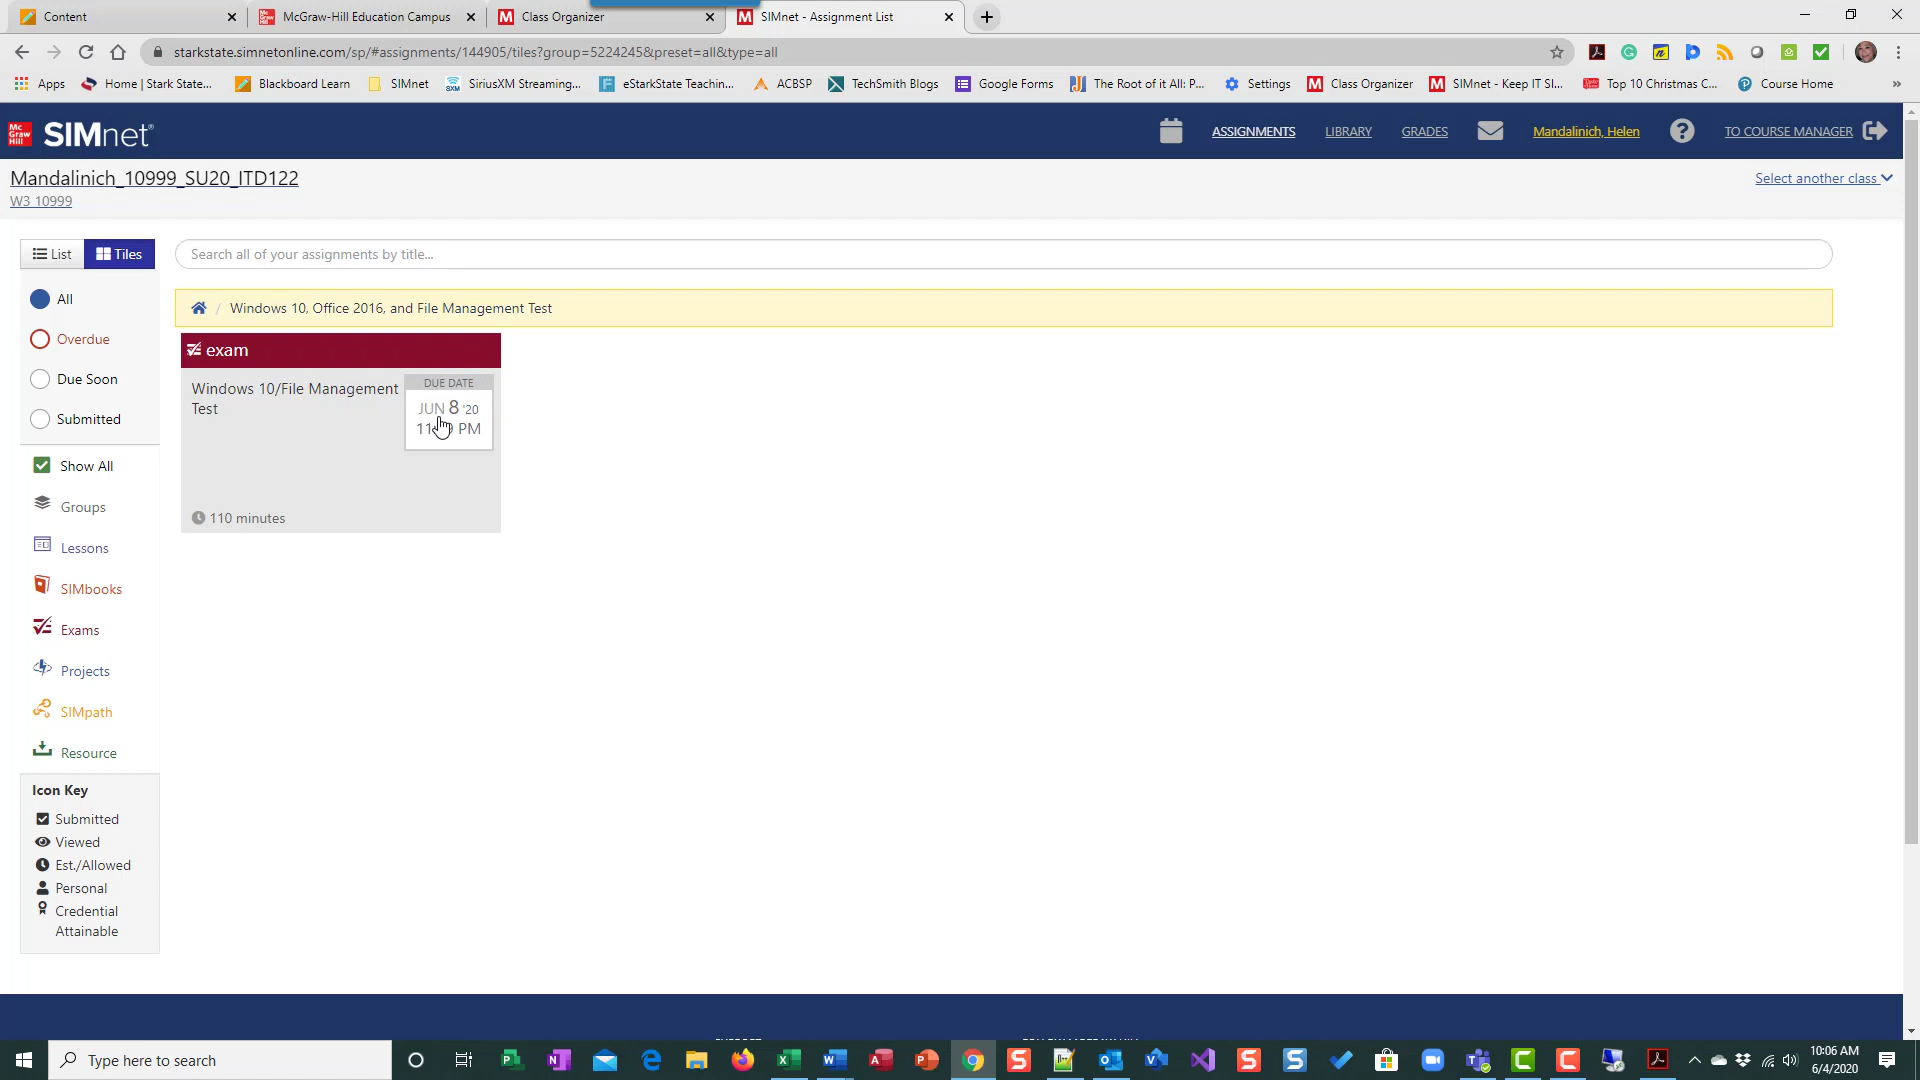 Content
McGraw-Hill Education Campus
Class Organizer
SIMnet - Assignment List
starkstate.simnetonline.com/sp/#assignments/144905/tiles?group=5224245&preset=all&type=all
Apps Home | Stark State... Blackboard Learn SIMnet SiriusXM Streaming... eStarkState Teachin... ACBSP TechSmith Blogs Google Forms The Root of it All: P... Settings Class Organizer SIMnet - Keep IT SI... Top 10 Christmas C... Course Home »
Mc Graw Hill SIMnet
ASSIGNMENTS LIBRARY GRADES Mandalinich, Helen TO COURSE MANAGER
Mandalinich_10999_SU20_ITD122
W3 10999
Select another class
List Tiles
Search all of your assignments by title...
All
Overdue
Due Soon
Submitted
Show All
Groups
Lessons
SIMbooks
Exams
Projects
SIMpath
Resource
Icon Key
Submitted
Viewed
Est./Allowed
Personal
Credential
Attainable
/ Windows 10, Office 2016, and File Management Test
exam
Windows 10/File Management
Test
DUE DATE
JUN 8 '20
PM
110 minutes
Type here to search
10:06 AM
6/4/2020